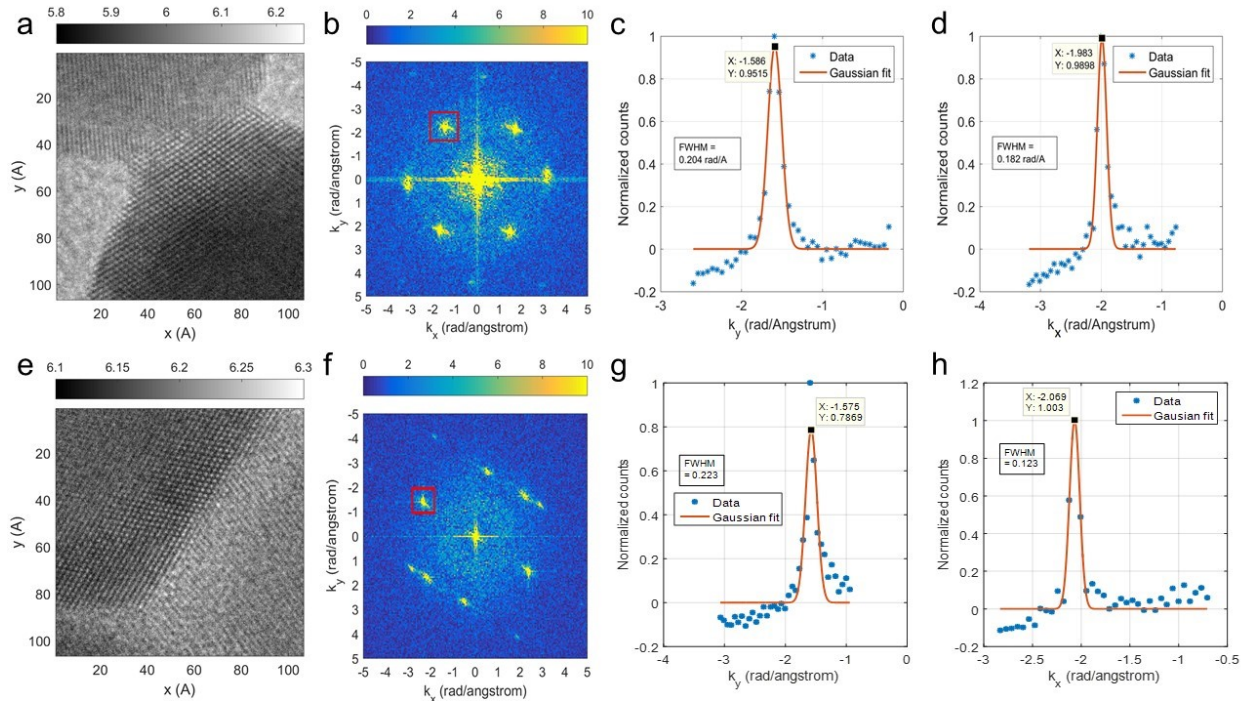 a
5.8 5.9 6 6.1 6.2
20
40
60
80
100
y (A)
20 40 60 80 100
x (A)
b
0 2 4 6 8 10
-5
-4
-3
-2
-1
0
1
2
3
4
5
k_y (rad/angstrom)
-5 -4 -3 -2 -1 0 1 2 3 4 5
k_x (rad/angstrom)
c
1
0.8
0.6
0.4
0.2
0
-0.2
Normalized counts
X: -1.586
Y: 0.9515
Data
Gaussian fit
FWHM =
0.204 rad/A
-3 -2 -1 0
k_y (rad/Angstrum)
d
1
0.8
0.6
0.4
0.2
0
-0.2
Normalized counts
X: -1.983
Y: 0.9898
Data
Gaussian fit
FWHM =
0.182 rad/A
-4 -3 -2 -1 0
k_x (rad/Angstrum)
e
6.1 6.15 6.2 6.25 6.3
20
40
60
80
100
y (A)
20 40 60 80 100
x (A)
f
0 2 4 6 8 10
-5
-4
-3
-2
-1
0
1
2
3
4
5
k_y (rad/angstrom)
-5 -4 -3 -2 -1 0 1 2 3 4 5
k_x (rad/angstrom)
g
1
0.8
0.6
0.4
0.2
0
-0.2
Normalized counts
X: -1.575
Y: 0.7869
FWHM
= 0.223
Data
Gaussian fit
-4 -3 -2 -1 0
k_y (rad/angstrom)
h
1.2
1
0.8
0.6
0.4
0.2
0
-0.2
Normalized counts
X: -2.069
Y: 1.003
Data
Gausian fit
FWHM
= 0.123
-3 -2.5 -2 -1.5 -1 -0.5
k_x (rad/angstrom)